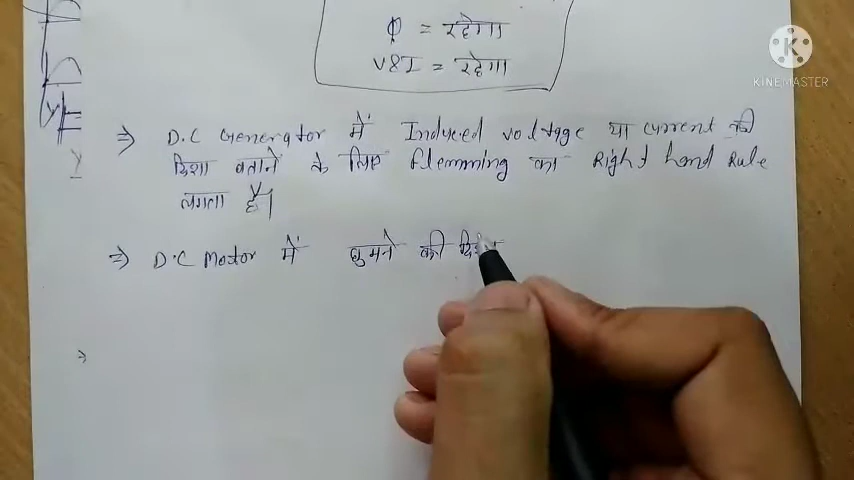 Φ = रहेगा
V&I = रहेगा
⇒ D.C Generator में Induced voltage या current की
दिशा बताने के लिए flemming का Right hand Rule
लगता है।
⇒ D.C Motor में घुमने की
⇒
K
KINEMASTER